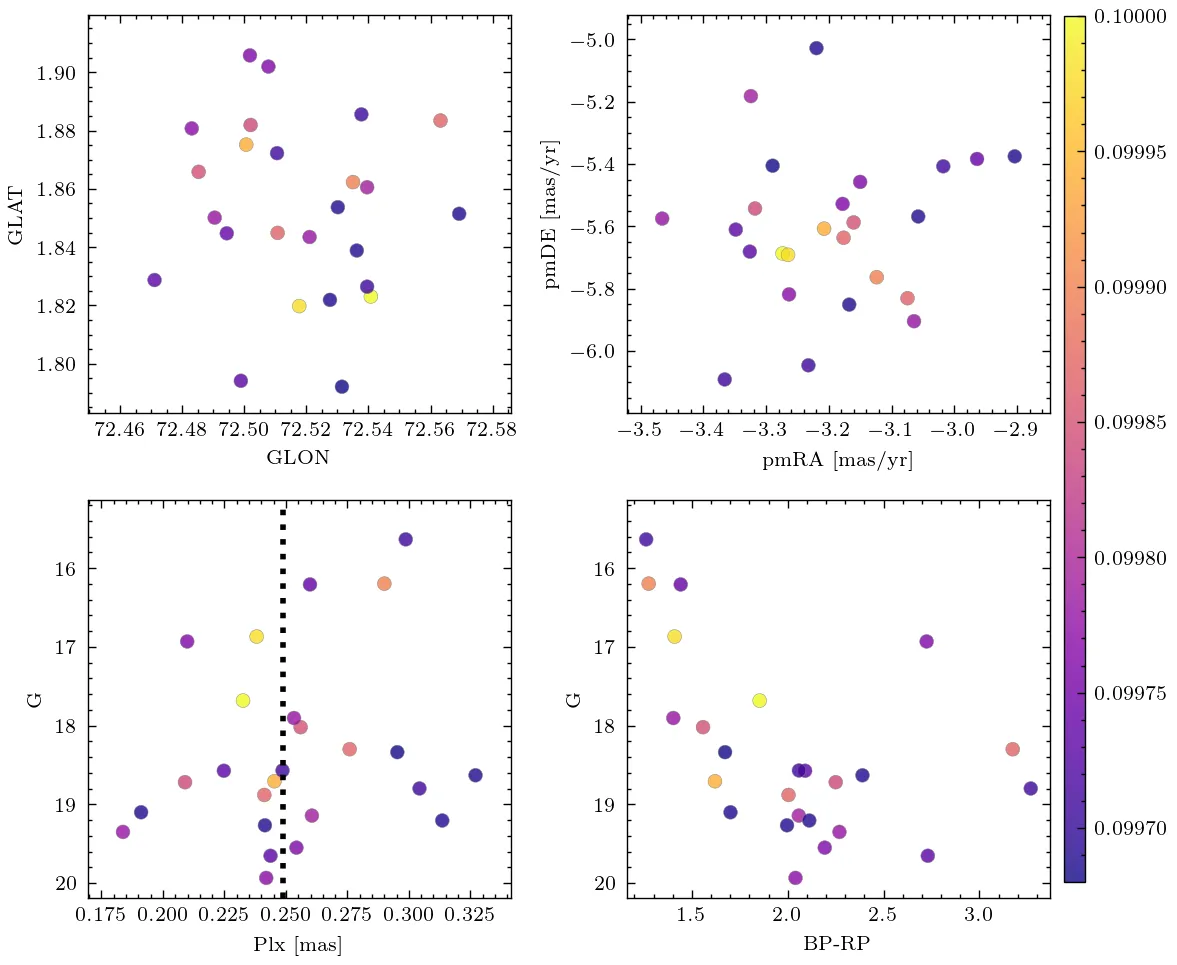 1.90
1.88
1.86
1.84
1.82
1.80
GLAT
72.46 72.48 72.50 72.52 72.54 72.56 72.58
GLON
−5.0
−5.2
−5.4
−5.6
−5.8
−6.0
pmDE [mas/yr]
−3.5 −3.4 −3.3 −3.2 −3.1 −3.0 −2.9
pmRA [mas/yr]
0.10000
0.09995
0.09990
0.09985
0.09980
0.09975
0.09970
16
17
18
19
20
G
0.175 0.200 0.225 0.250 0.275 0.300 0.325
Plx [mas]
16
17
18
19
20
G
1.5 2.0 2.5 3.0
BP-RP